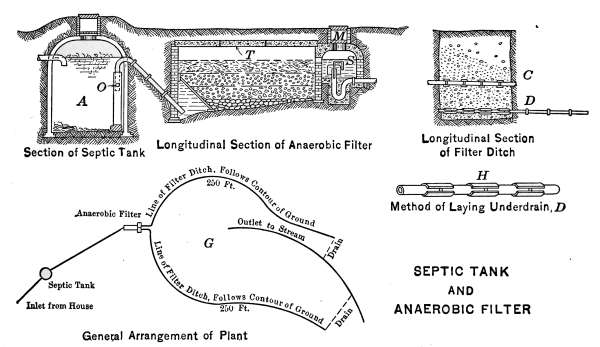 M
T
S
A
O
C
D
Section of Septic Tank
Longitudinal Section of Anaerobic Filter
Longitudinal Section
of Filter Ditch
H
Method of Laying Underdrain, D
Line of Filter Ditch, Follows Contour of Ground
250 Ft.
Anaerobic Filter
Outlet to Stream
Drain
G
Septic Tank
Inlet from House
Line of Filter Ditch, Follows Contour of Ground
250 Ft.
Drain
General Arrangement of Plant
SEPTIC TANK
AND
ANAEROBIC FILTER